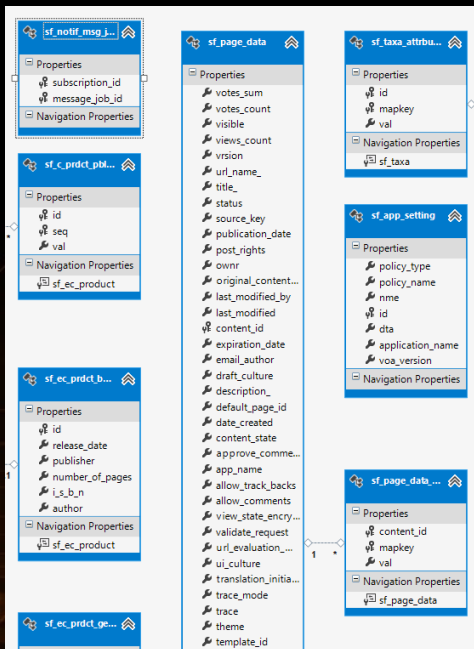 sf_notif_msg_j...
Properties
subscription_id
message_job_id
Navigation Properties
sf_c_prdct_pbl...
Properties
id
seq
val
Navigation Properties
sf_ec_product
*
sf_ec_prdct_b...
Properties
id
release_date
publisher
number_of_pages
i_s_b_n
author
Navigation Properties
sf_ec_product
1
sf_ec_prdct_ge...
sf_page_data
Properties
votes_sum
votes_count
visible
views_count
vrsion
url_name_
title_
status
source_key
publication_date
post_rights
ownr
original_content...
last_modified_by
last_modified
content_id
expiration_date
email_author
draft_culture
description_
default_page_id
date_created
content_state
approve_comme...
app_name
allow_track_backs
allow_comments
view_state_encry...
validate_request
url_evaluation_...
ui_culture
translation_initia...
trace_mode
trace
theme
template_id
1 *
sf_taxa_attrbu...
Properties
id
mapkey
val
Navigation Properties
sf_taxa
sf_app_setting
Properties
policy_type
policy_name
nme
id
dta
application_name
voa_version
Navigation Properties
sf_page_data_...
Properties
content_id
mapkey
val
Navigation Properties
sf_page_data